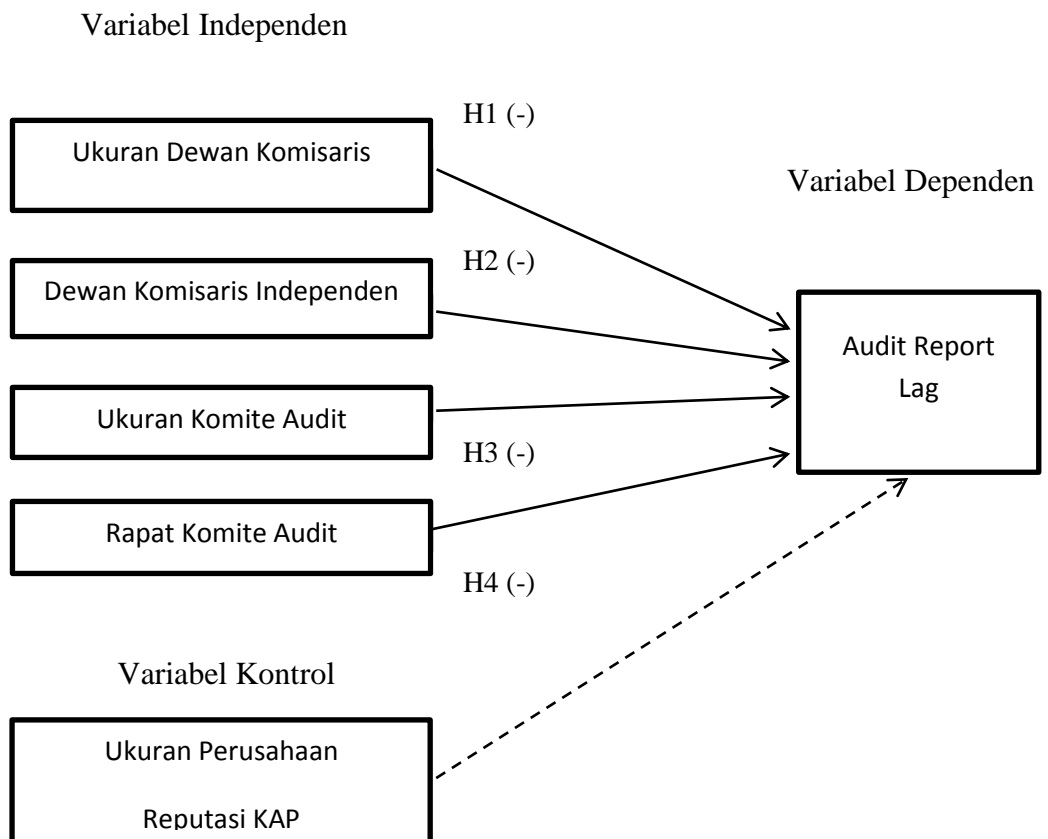 Variabel Independen
H1 (-)
Ukuran Dewan Komisaris
Variabel Dependen
H2 (-)
Dewan Komisaris Independen
Audit Report
Lag
Ukuran Komite Audit
H3 (-)
Rapat Komite Audit
H4 (-)
Variabel Kontrol
Ukuran Perusahaan
Reputasi KAP